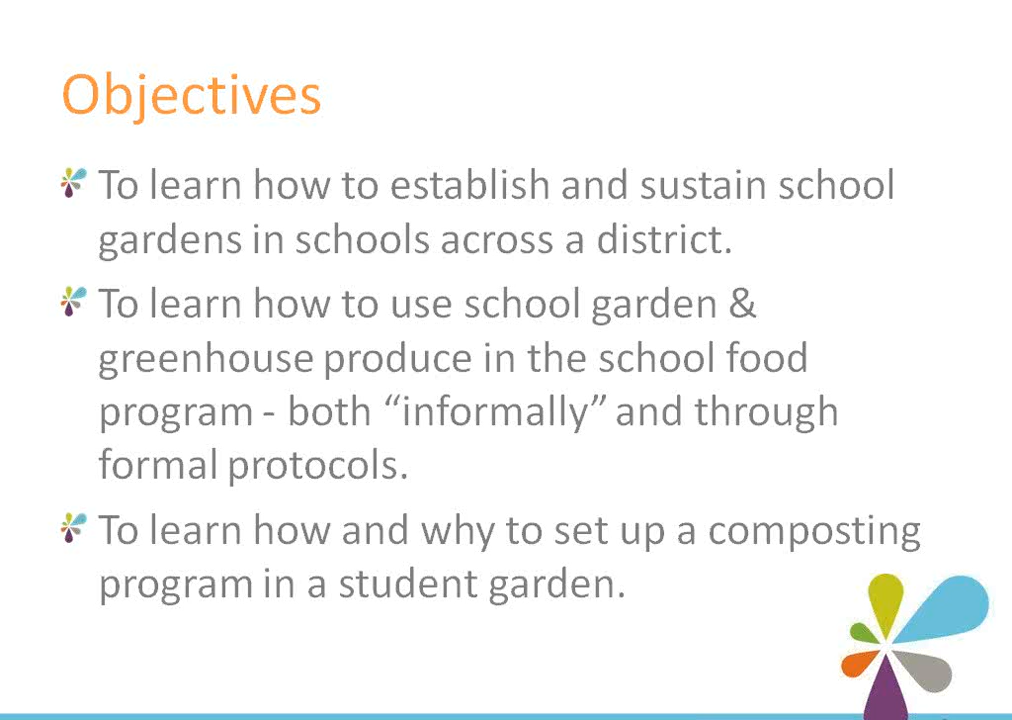 Objectives
To learn how to establish and sustain school
gardens in schools across a district.
To learn how to use school garden &
greenhouse produce in the school food
program - both “informally” and through
formal protocols.
To learn how and why to set up a composting
program in a student garden.